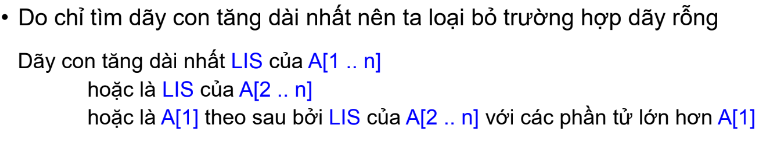 • Do chỉ tìm dãy con tăng dài nhất nên ta loại bỏ trường hợp dãy rỗng
Dãy con tăng dài nhất LIS của A[1 .. n]
hoặc là LIS của A[2 .. n]
hoặc là A[1] theo sau bởi LIS của A[2 .. n] với các phần tử lớn hơn A[1]